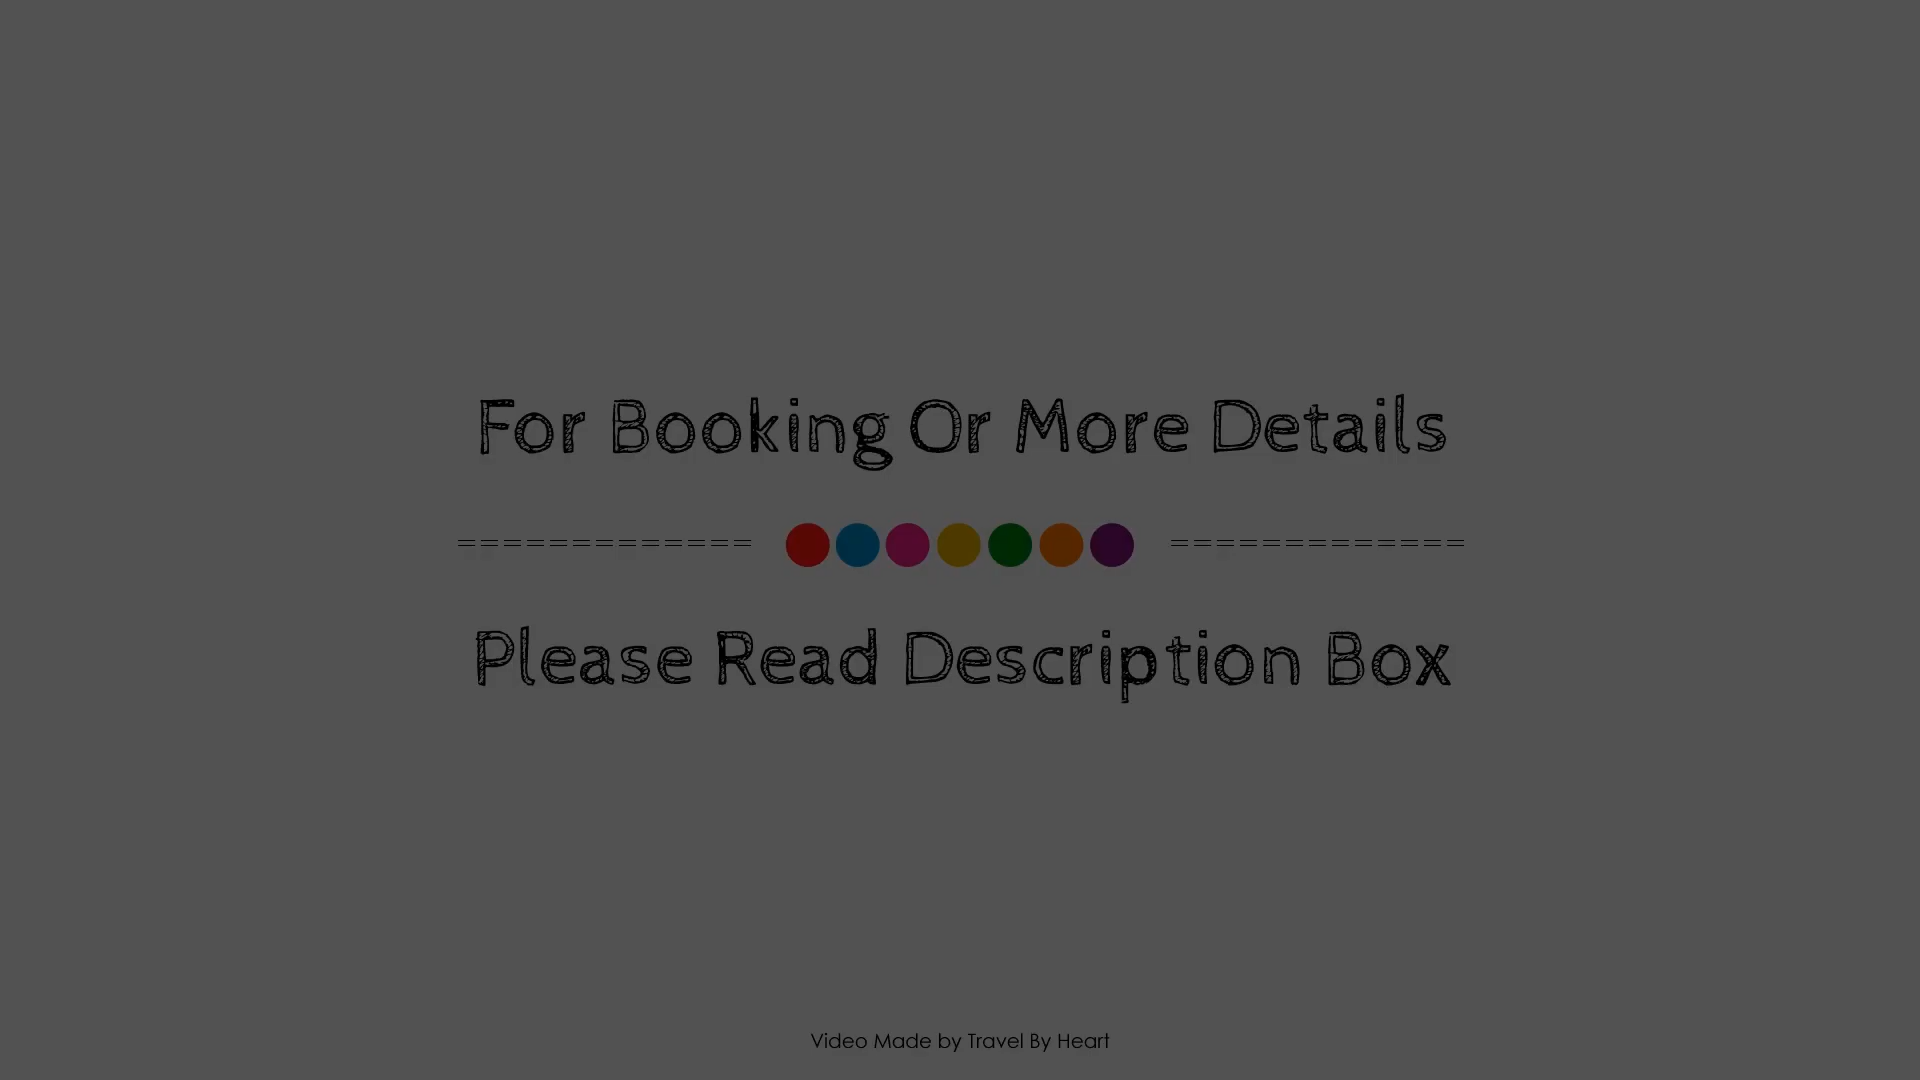 For Booking Or More Details
============= =============
Please Read Description Box
Video Made by Travel By Heart